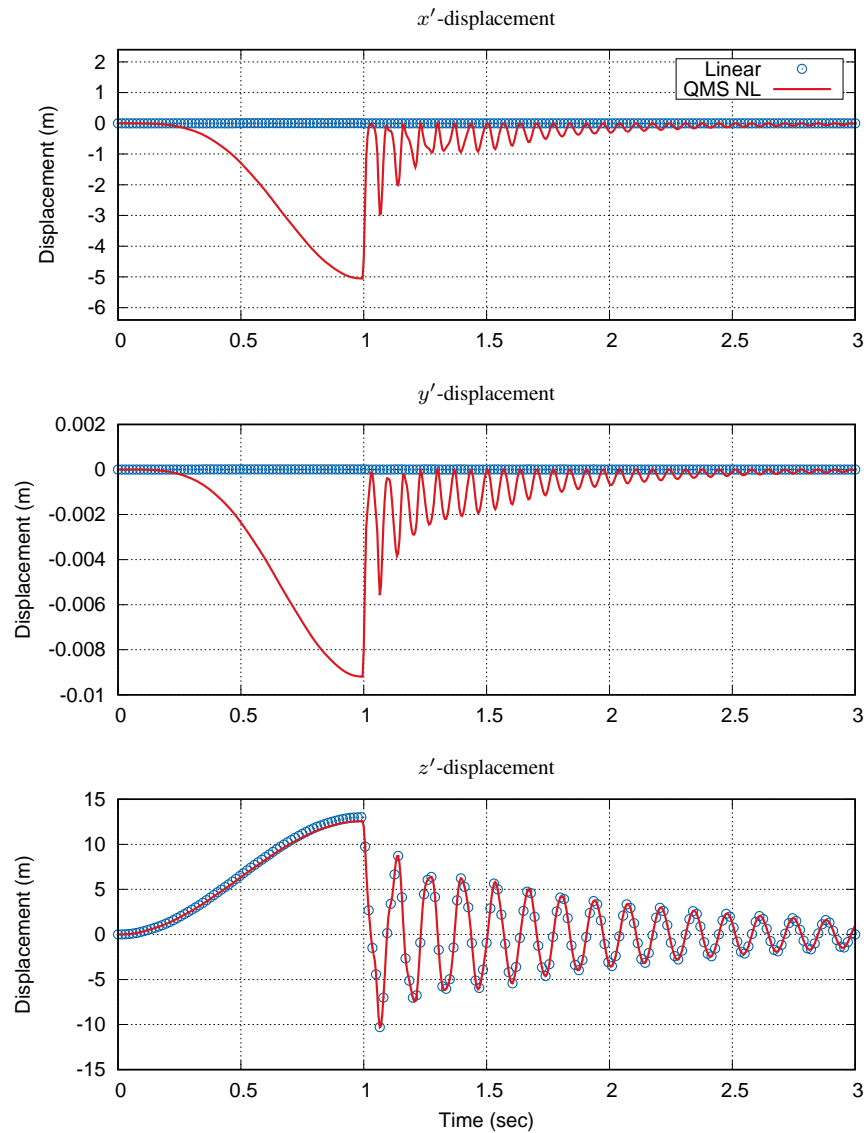 x′-displacement
Linear
QMS NL
Displacement (m)
2
1
0
-1
-2
-3
-4
-5
-6
0 0.5 1 1.5 2 2.5 3
y′-displacement
Displacement (m)
0.002
0
-0.002
-0.004
-0.006
-0.008
-0.01
0 0.5 1 1.5 2 2.5 3
z′-displacement
Displacement (m)
15
10
5
0
-5
-10
-15
0 0.5 1 1.5 2 2.5 3
Time (sec)